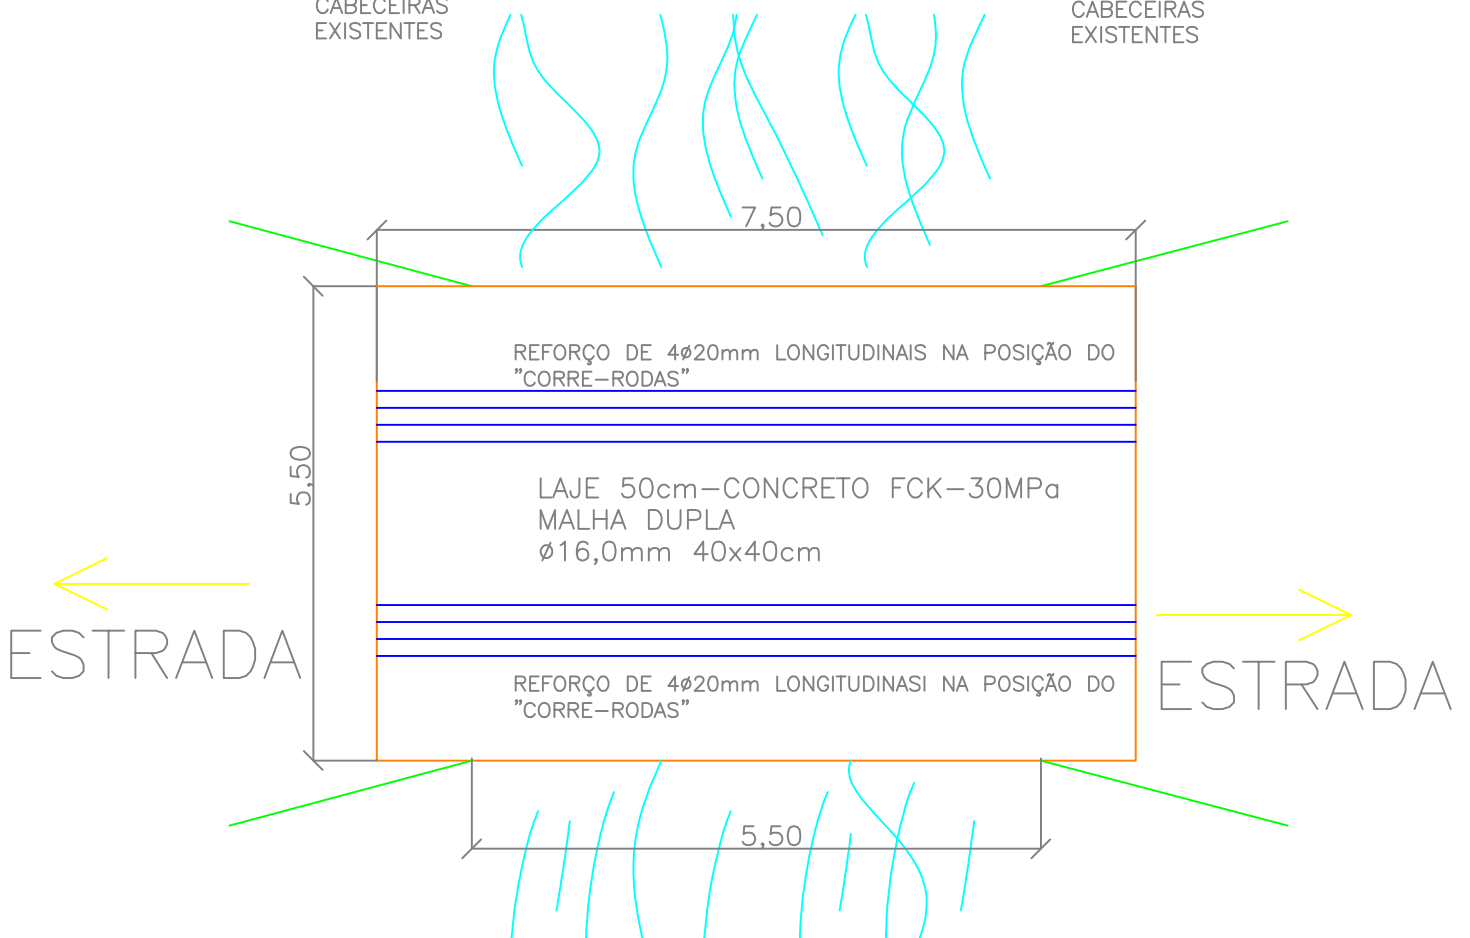 CABECEIRAS
EXISTENTES
CABECEIRAS
EXISTENTES
7,50
REFORÇO DE 4ø20mm LONGITUDINAIS NA POSIÇÃO DO
"CORRE-RODAS"
5,50
LAJE 50cm-CONCRETO FCK-30MPa
MALHA DUPLA
ø16,0mm 40x40cm
ESTRADA
ESTRADA
REFORÇO DE 4ø20mm LONGITUDINASI NA POSIÇÃO DO
"CORRE-RODAS"
5,50